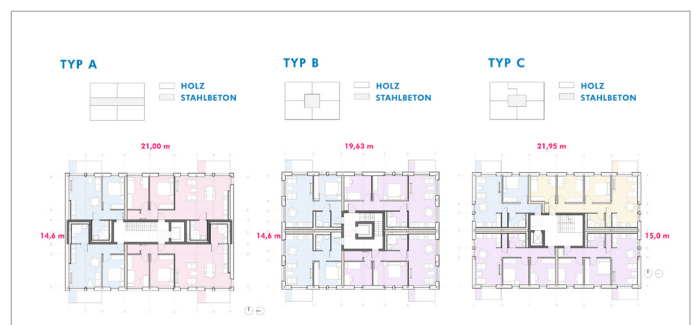 TYP A
HOLZ
STAHLBETON
TYP B
HOLZ
STAHLBETON
TYP C
HOLZ
STAHLBETON
21,00 m
19,63 m
21,95 m
14,6 m
14,6 m
15,0 m